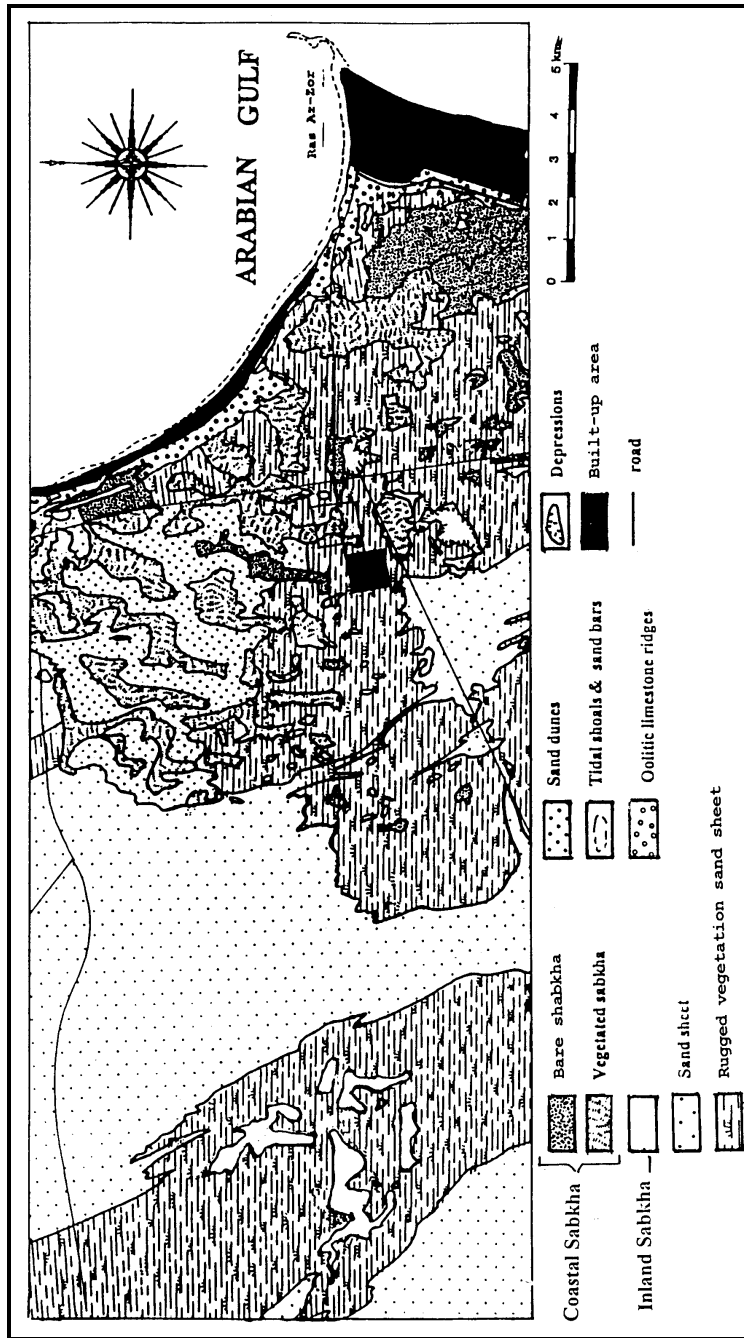 ARABIAN GULF
Ras Az-Zor
0 1 2 3 4 5 km
Coastal Sabkha
Bare shabkha
Vegetated sabkha
Inland Sabkha
Sand sheet
Rugged vegetation sand sheet
Sand dunes
Tidal shoals & sand bars
Oolitic limestone ridges
Depressions
Built-up area
road